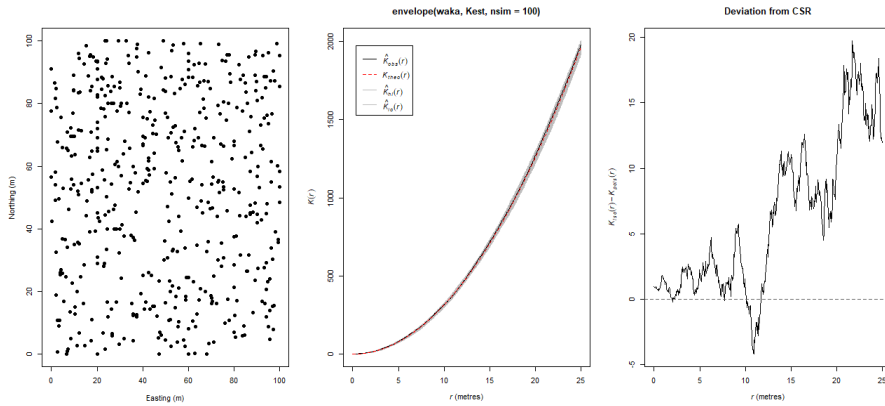 Northing (m)
100
80
60
40
20
0
0 20 40 60 80 100
Easting (m)
envelope(waka, Kest, nsim = 100)
K̂obs(r)
Ktheo(r)
K̂hi(r)
K̂lo(r)
K(r)
2000
1500
1000
500
0
0 5 10 15 20 25
r (metres)
Deviation from CSR
Kiso(r) − Kpois(r)
20
15
10
5
0
-5
0 5 10 15 20 25
r (metres)